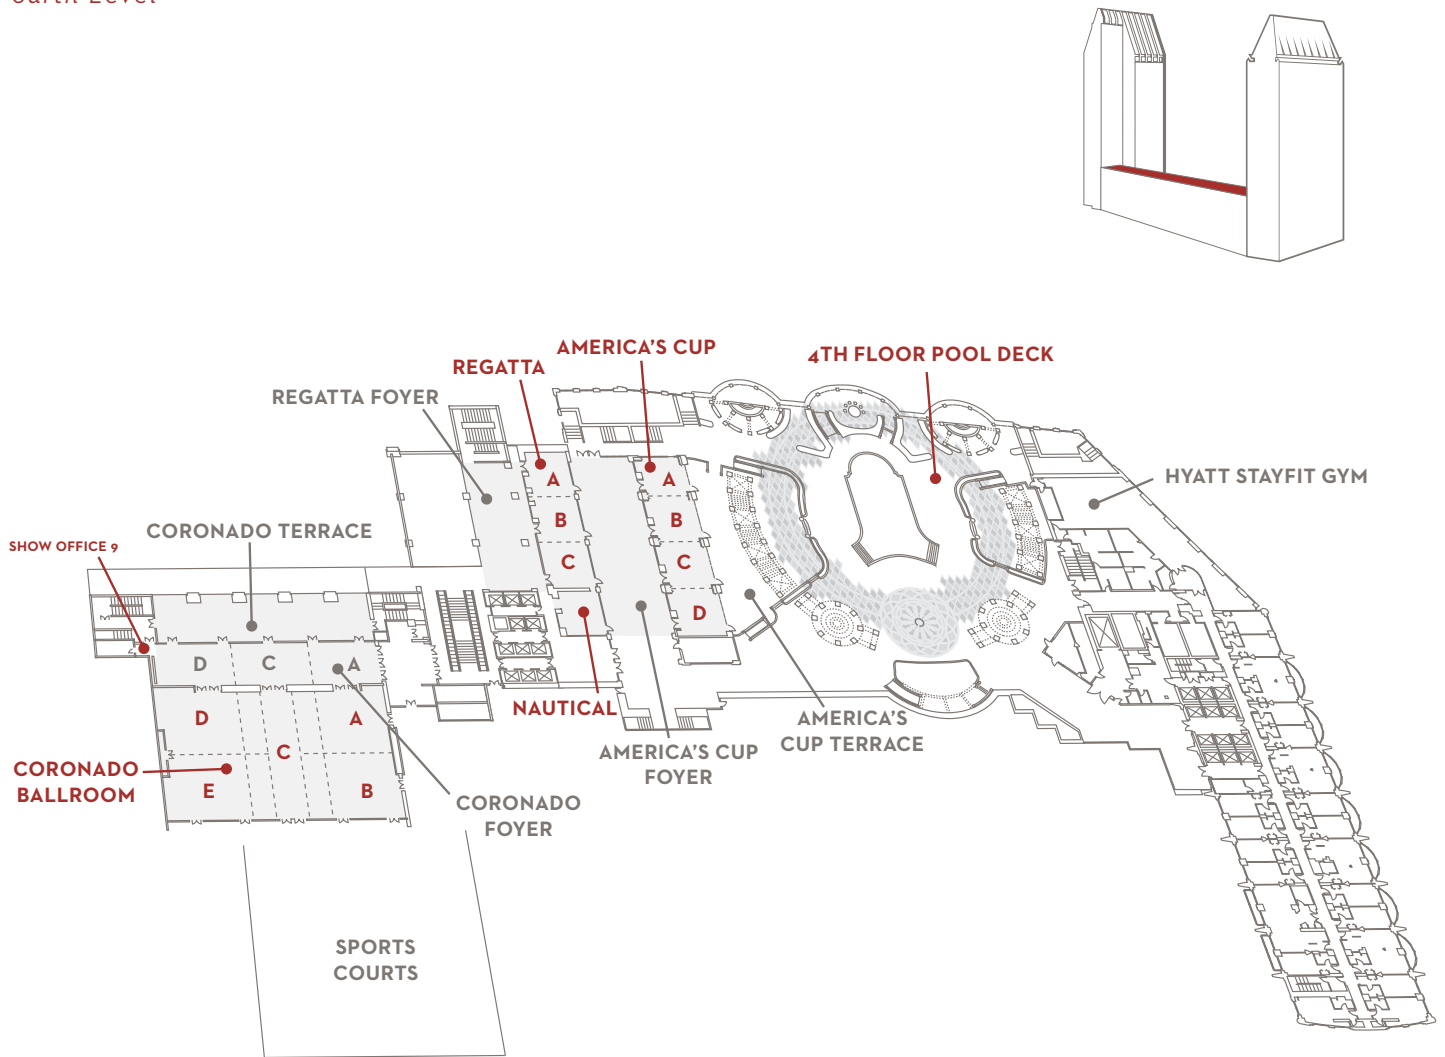 Level
AMERICA'S CUP
4TH FLOOR POOL DECK
REGATTA
REGATTA FOYER
HYATT STAYFIT GYM
CORONADO TERRACE
SHOW OFFICE 9
A
B
C
A
B
C
D
D
C
A
D
A
C
E
B
NAUTICAL
CORONADO
BALLROOM
AMERICA'S CUP
FOYER
AMERICA'S
CUP TERRACE
CORONADO
FOYER
SPORTS
COURTS